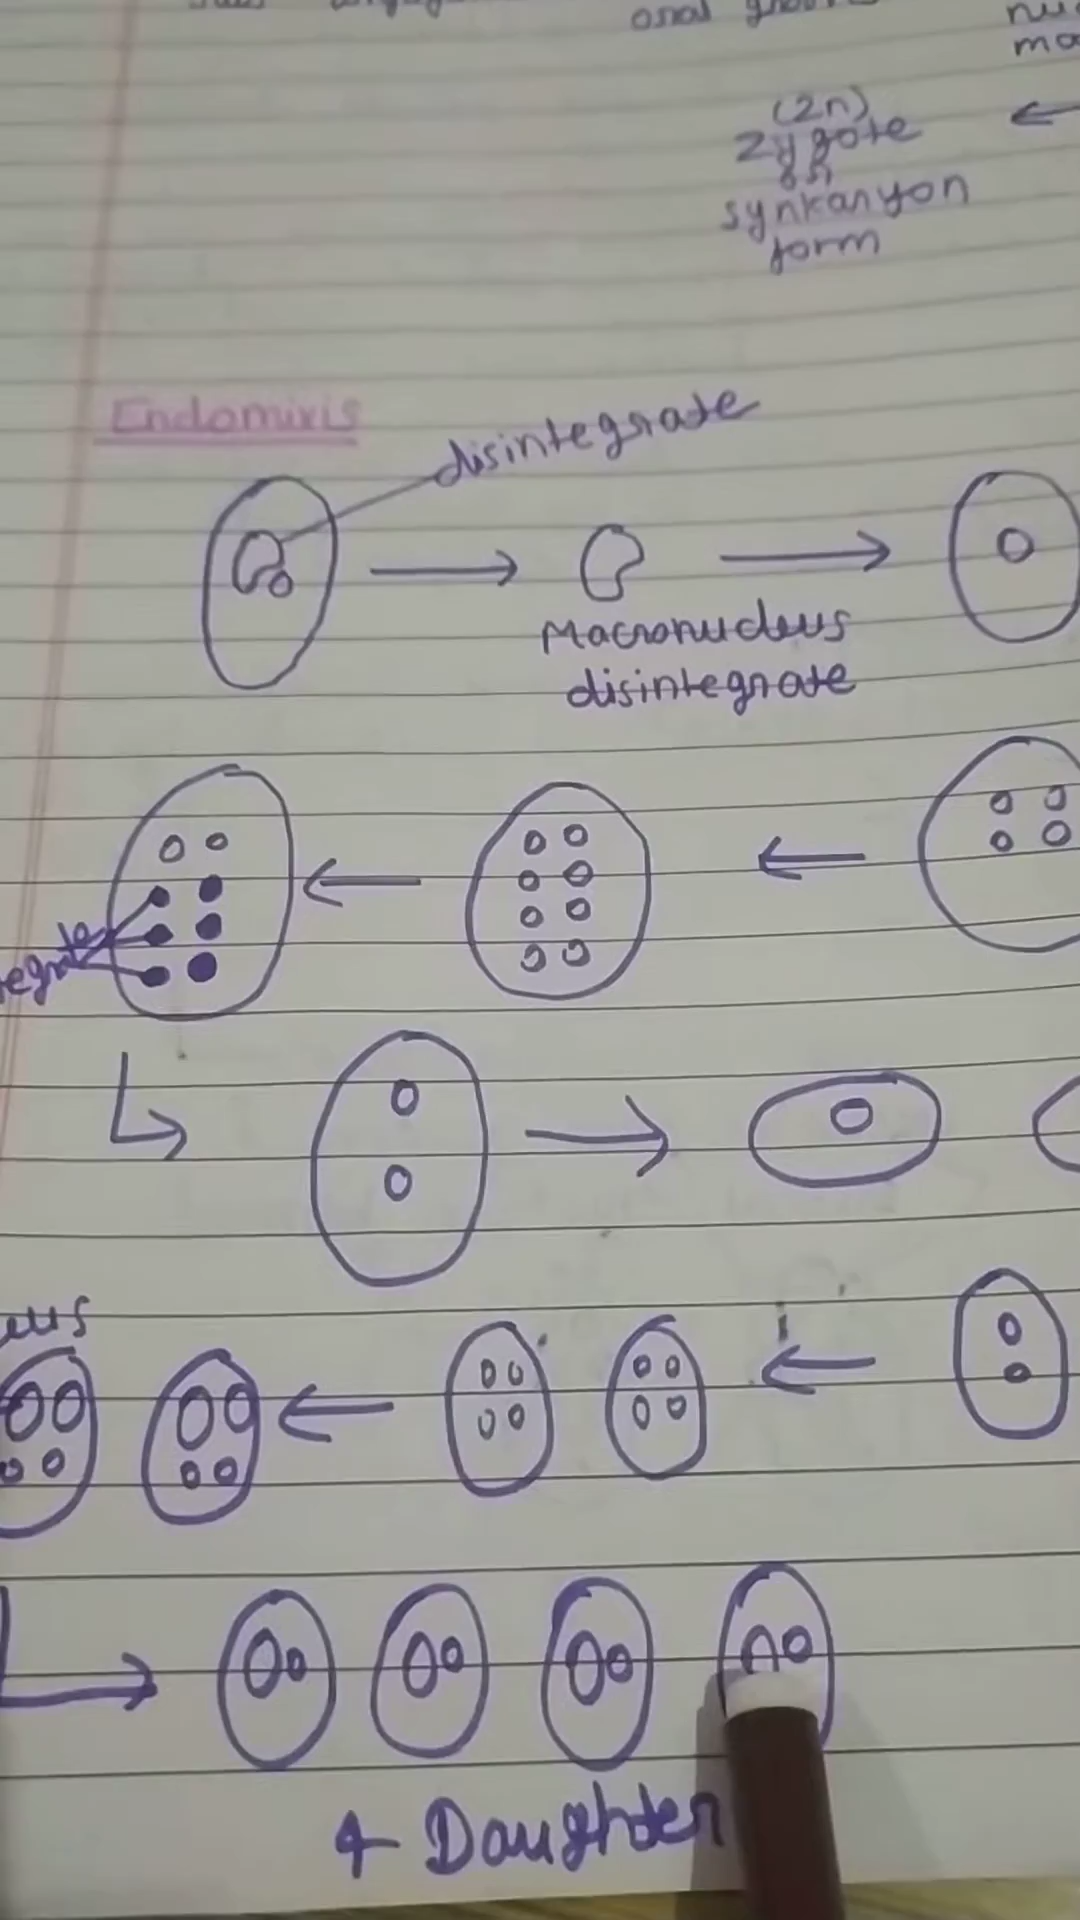 (2n)
zygote
or
synkaryon
form
Endomixis
disintegrate
Macronucleus
disintegrate
4 Daughter